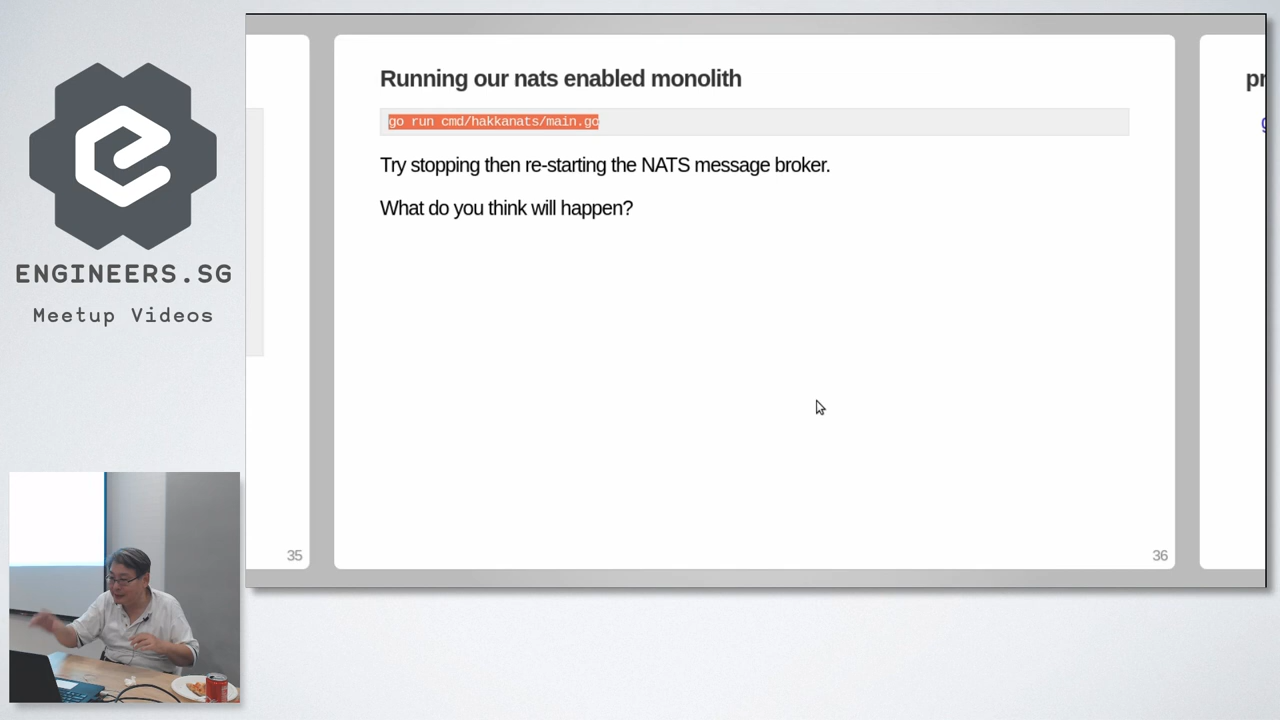 ENGINEERS.SG
Meetup Videos
Running our nats enabled monolith
go run cmd/hakkanats/main.go
Try stopping then re-starting the NATS message broker.
What do you think will happen?
35
36
pr